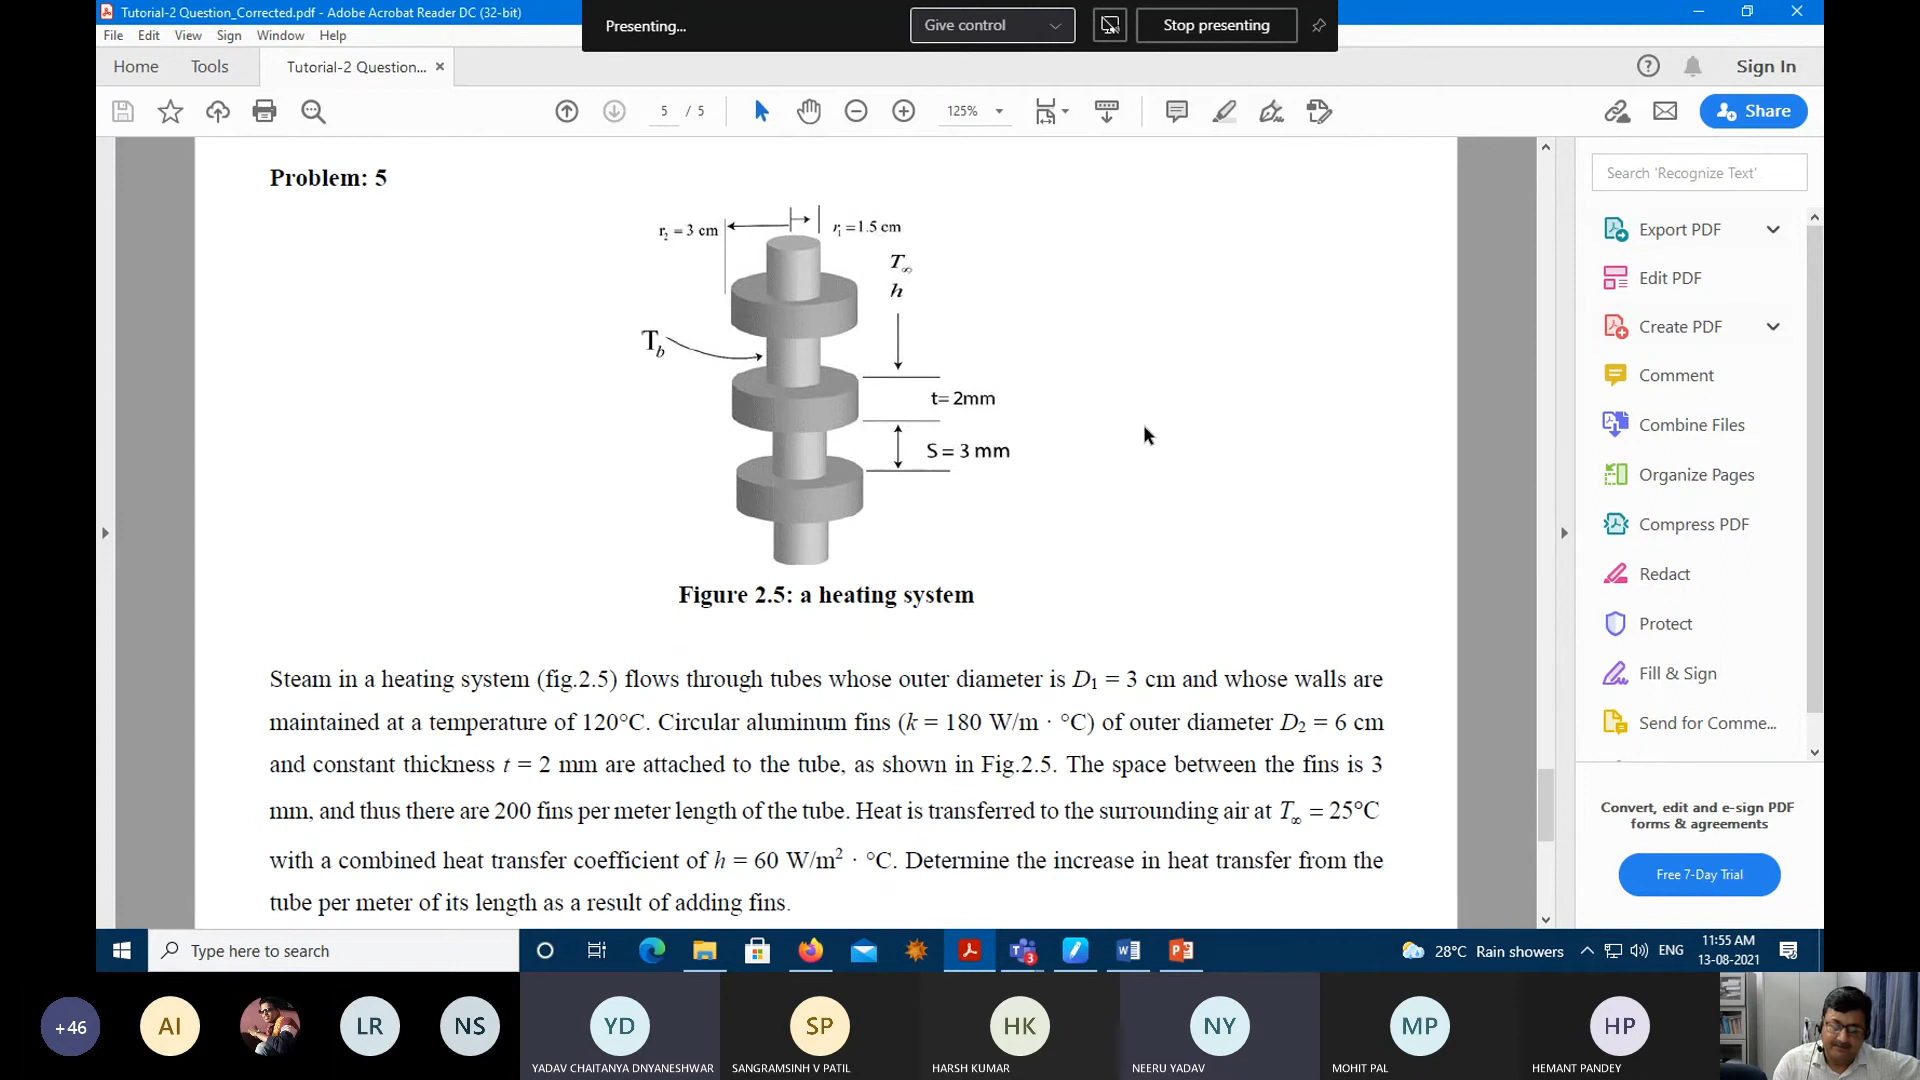 Tutorial-2 Question_Corrected.pdf - Adobe Acrobat Reader DC (32-bit)
Presenting...
Give control
Stop presenting
File Edit View Sign Window Help
Home Tools Tutorial-2 Question... ×
Sign In
5 / 5
125%
Share
Problem: 5
r2 = 3 cm
r1 = 1.5 cm
T∞
h
Tb
t= 2mm
S = 3 mm
Figure 2.5: a heating system
Steam in a heating system (fig.2.5) flows through tubes whose outer diameter is D1 = 3 cm and whose walls are
maintained at a temperature of 120°C. Circular aluminum fins (k = 180 W/m · °C) of outer diameter D2 = 6 cm
and constant thickness t = 2 mm are attached to the tube, as shown in Fig.2.5. The space between the fins is 3
mm, and thus there are 200 fins per meter length of the tube. Heat is transferred to the surrounding air at T∞ = 25°C
with a combined heat transfer coefficient of h = 60 W/m2 · °C. Determine the increase in heat transfer from the
tube per meter of its length as a result of adding fins.
Search 'Recognize Text'
Export PDF
Edit PDF
Create PDF
Comment
Combine Files
Organize Pages
Compress PDF
Redact
Protect
Fill & Sign
Send for Comme...
Convert, edit and e-sign PDF
forms & agreements
Free 7-Day Trial
Type here to search
3
28°C Rain showers
ENG
11:55 AM
13-08-2021
+46
AI
LR
NS
YD
SP
HK
NY
MP
HP
YADAV CHAITANYA DNYANESHWAR
SANGRAMSINH V PATIL
HARSH KUMAR
NEERU YADAV
MOHIT PAL
HEMANT PANDEY